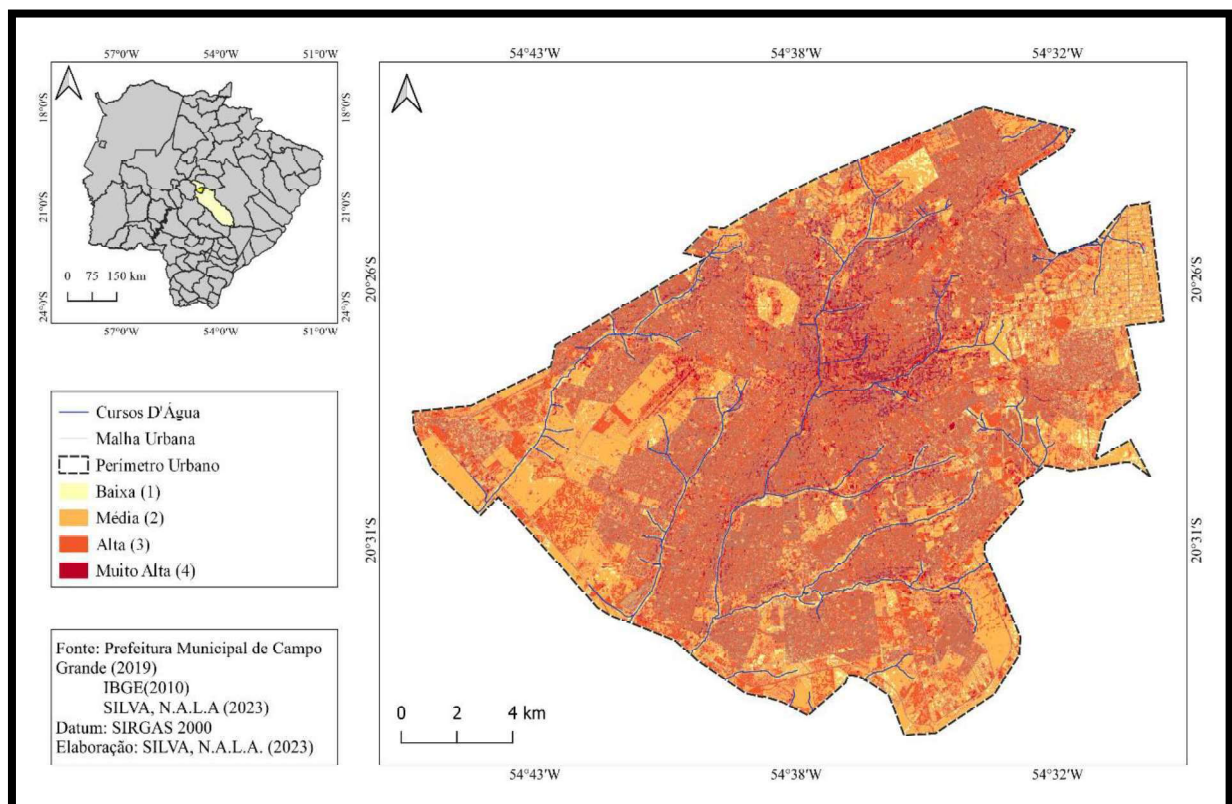 57°0'W 54°0'W 51°0'W
18°0'S 18°0'S
21°0'S 21°0'S
24°0'S 24°0'S
0 75 150 km
57°0'W 54°0'W 51°0'W
Cursos D'Água
Malha Urbana
Perímetro Urbano
Baixa (1)
Média (2)
Alta (3)
Muito Alta (4)
Fonte: Prefeitura Municipal de Campo
Grande (2019)
IBGE(2010)
SILVA, N.A.L.A (2023)
Datum: SIRGAS 2000
Elaboração: SILVA, N.A.L.A. (2023)
54°43'W 54°38'W 54°32'W
20°26'S 20°26'S
20°31'S 20°31'S
0 2 4 km
54°43'W 54°38'W 54°32'W